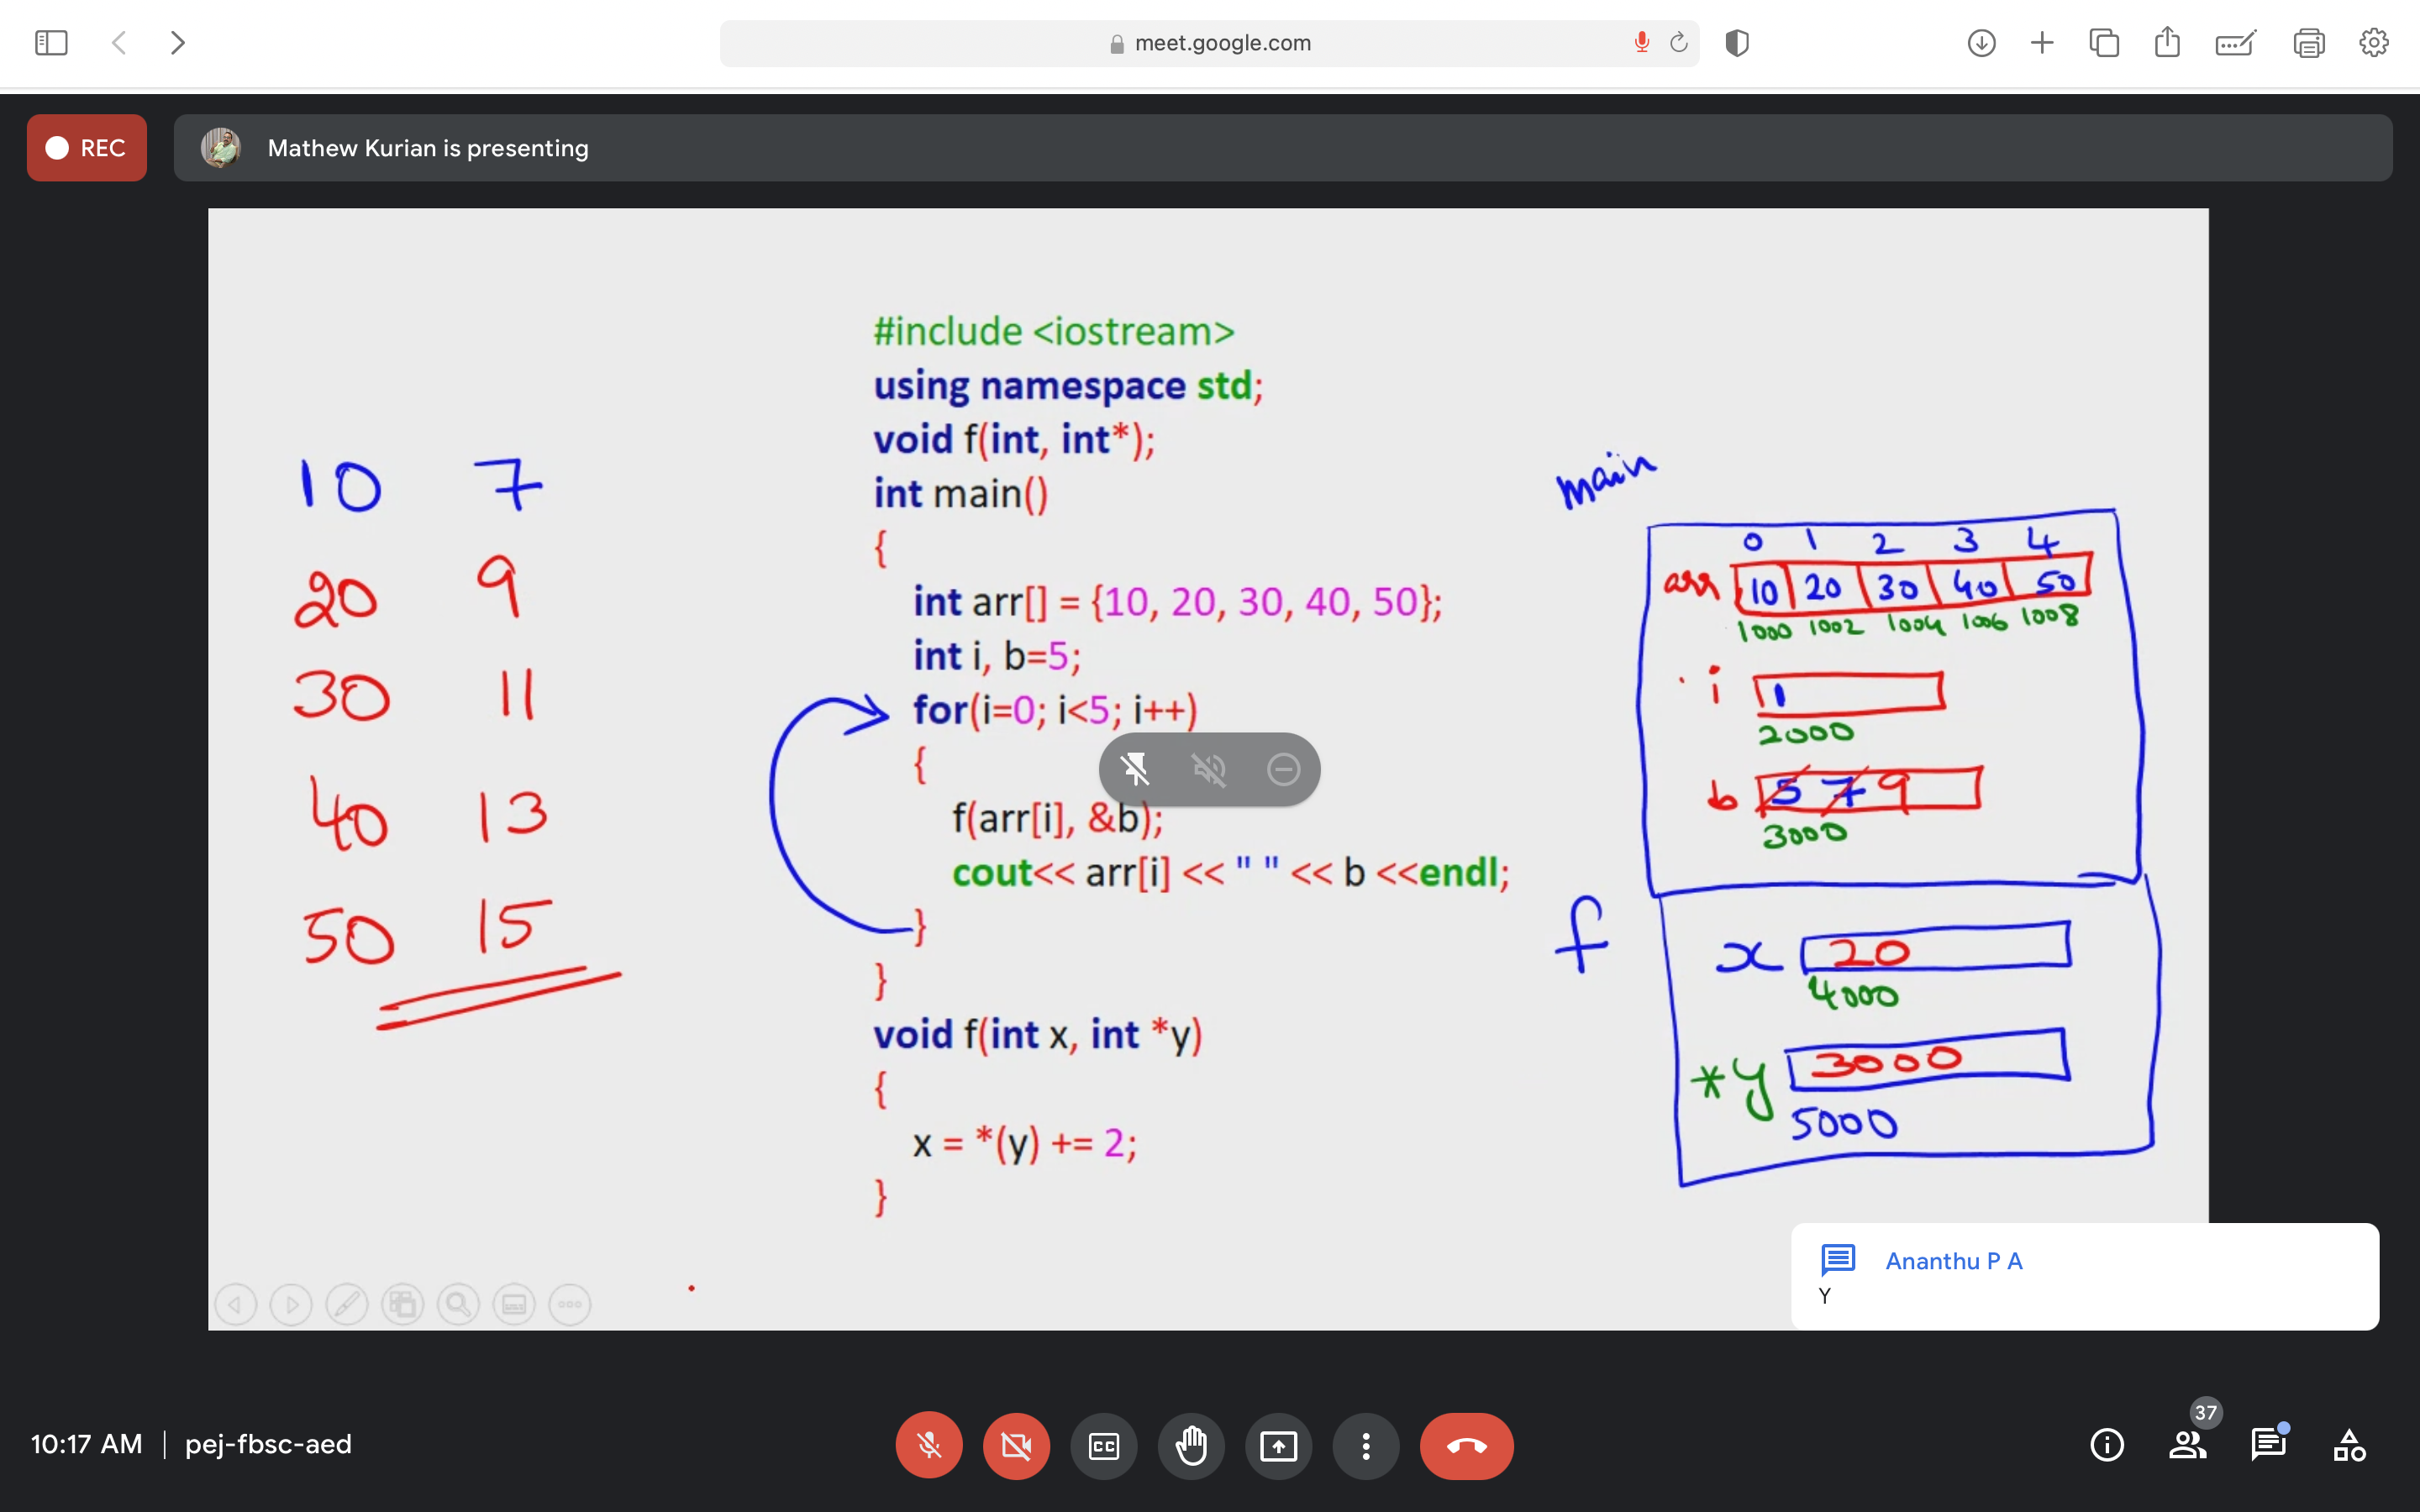 meet.google.com
REC
Mathew Kurian is presenting
10 7
20 9
30 11
40 13
50 15
#include <iostream>
using namespace std;
void f(int, int*);
int main()
{
int arr[] = {10, 20, 30, 40, 50};
int i, b=5;
for(i=0; i<5; i++)
{
f(arr[i], &b);
cout<< arr[i] << " " << b <<endl;
}
}
void f(int x, int *y)
{
x = *(y) += 2;
}
main
0 1 2 3 4
arr 10 20 30 40 50
1000 1002 1004 1006 1008
i 1
2000
b 5 7 9
3000
f
x 20
4000
*y 3000
5000
Ananthu P A
Y
10:17 AM | pej-fbsc-aed
CC
37